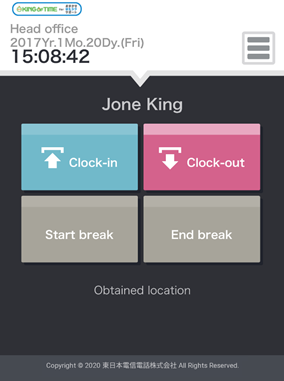 KING OF TIME for
Head office
2017Yr.1Mo.20Dy.(Fri)
15:08:42
Jone King
Clock-in
Clock-out
Start break
End break
Obtained location
Copyright © 2020 東日本電信電話株式会社 All Rights Reserved.